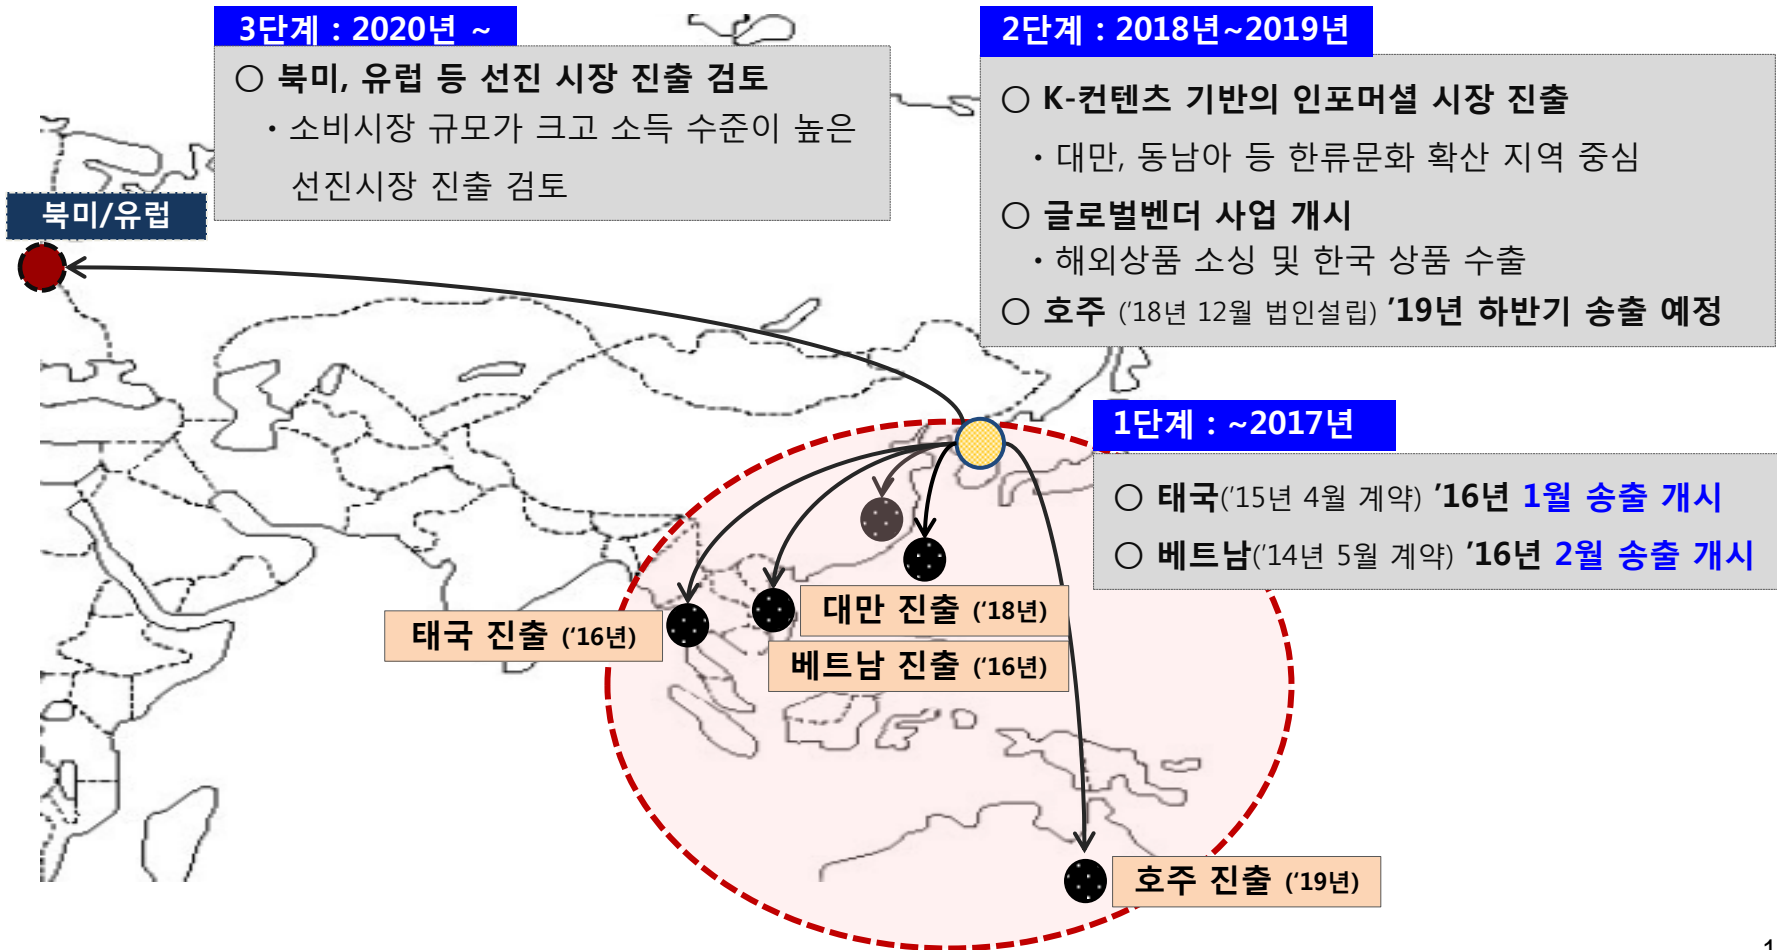 3단계 : 2020년 ~
○ 북미, 유럽 등 선진 시장 진출 검토
· 소비시장 규모가 크고 소득 수준이 높은
선진시장 진출 검토
북미/유럽
2단계 : 2018년~2019년
○ K-컨텐츠 기반의 인포머셜 시장 진출
· 대만, 동남아 등 한류문화 확산 지역 중심
○ 글로벌벤더 사업 개시
· 해외상품 소싱 및 한국 상품 수출
○ 호주 (’18년 12월 법인설립) ’19년 하반기 송출 예정
1단계 : ~2017년
○ 태국(’15년 4월 계약) ’16년 1월 송출 개시
○ 베트남(’14년 5월 계약) ’16년 2월 송출 개시
대만 진출 (‘18년)
태국 진출 (‘16년)
베트남 진출 (‘16년)
호주 진출 (‘19년)
1